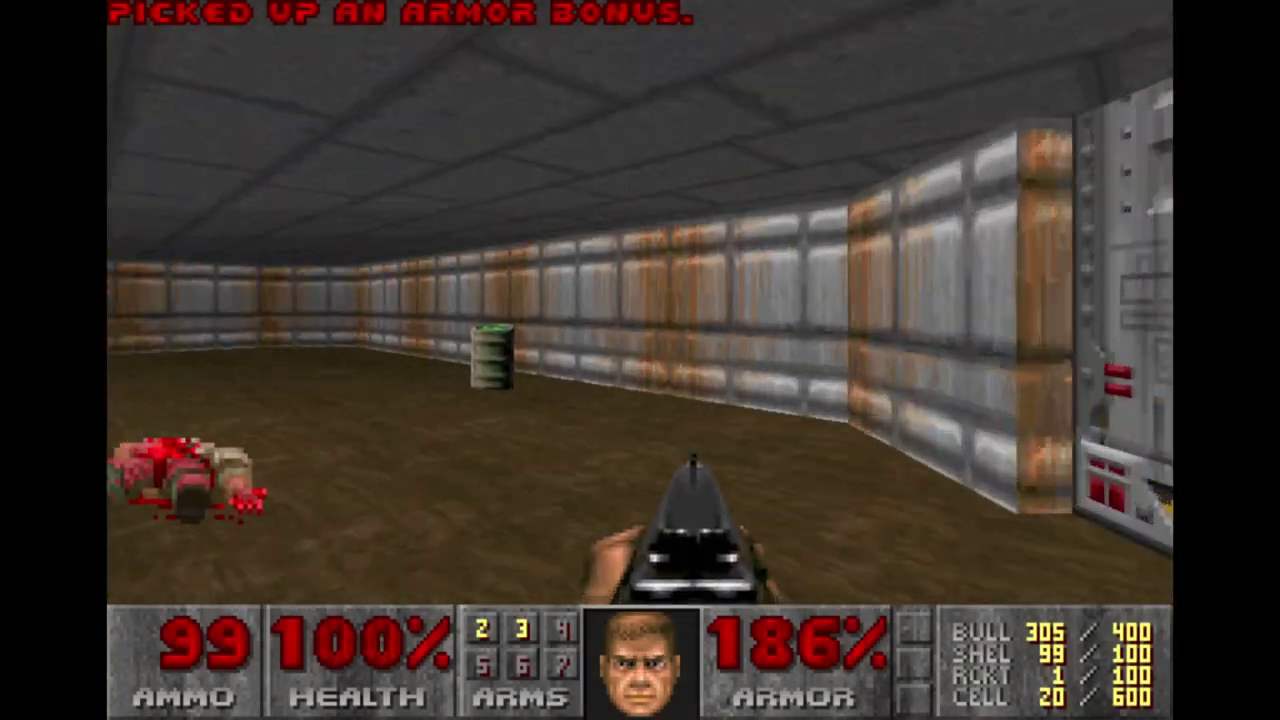 PICKED UP AN ARMOR BONUS.
99 100% 2 3 4 186% BULL 305 / 400
5 6 7 SHEL 99 / 100
RCKT 1 / 100
AMMO HEALTH ARMS ARMOR CELL 20 / 600